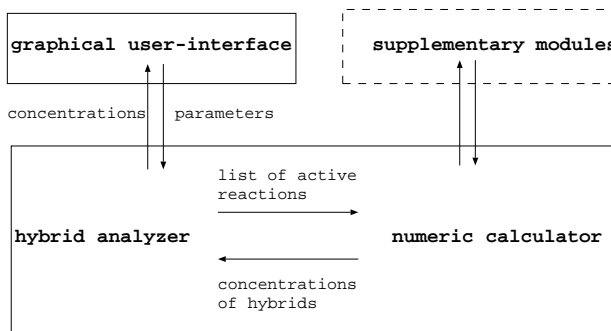 graphical user-interface
supplementary modules
concentrations
parameters
list of active
reactions
hybrid analyzer
numeric calculator
concentrations
of hybrids